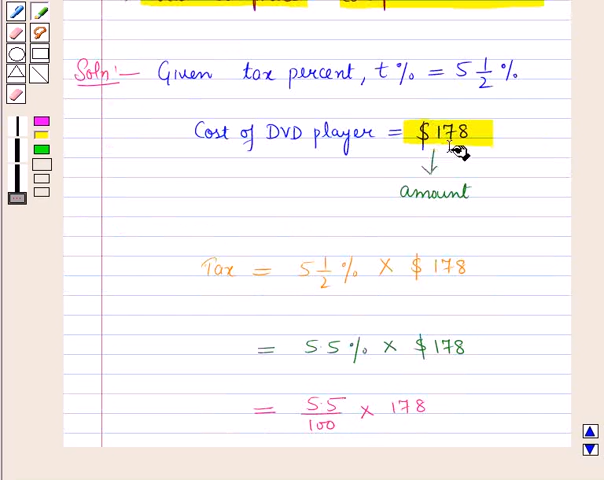 Soln:- Given tax percent, t% = 5 1/2 %
Cost of DVD player = $178
amount
Tax = 5 1/2 % × $178
= 5.5% × $178
= 5.5/100 × 178